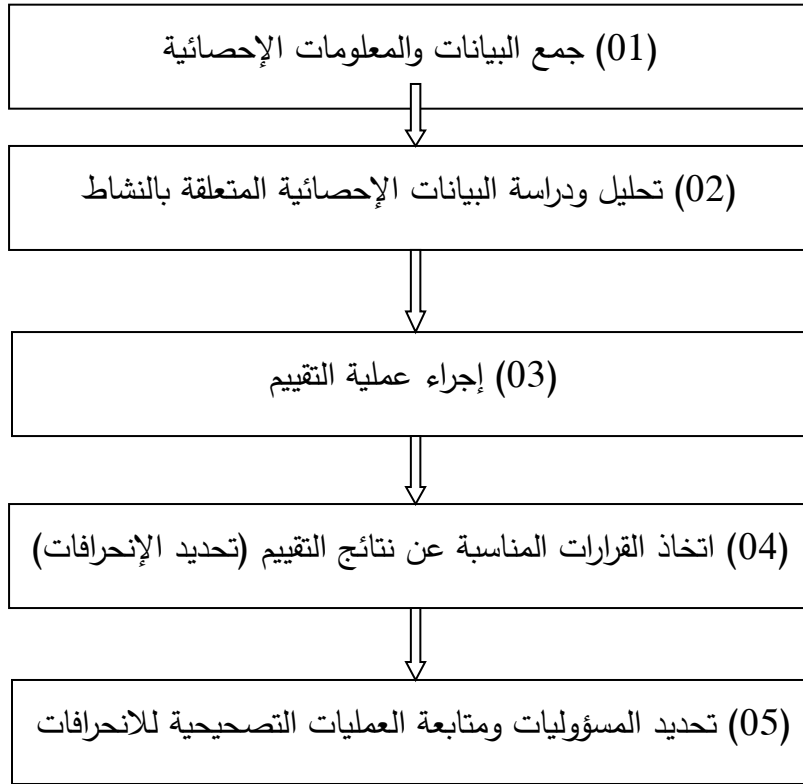 (01) جمع البيانات والمعلومات الإحصائية
(02) تحليل ودراسة البيانات الإحصائية المتعلقة بالنشاط
(03) إجراء عملية التقييم
(04) اتخاذ القرارات المناسبة عن نتائج التقييم (تحديد الإنحرافات)
(05) تحديد المسؤوليات ومتابعة العمليات التصحيحية للانحرافات